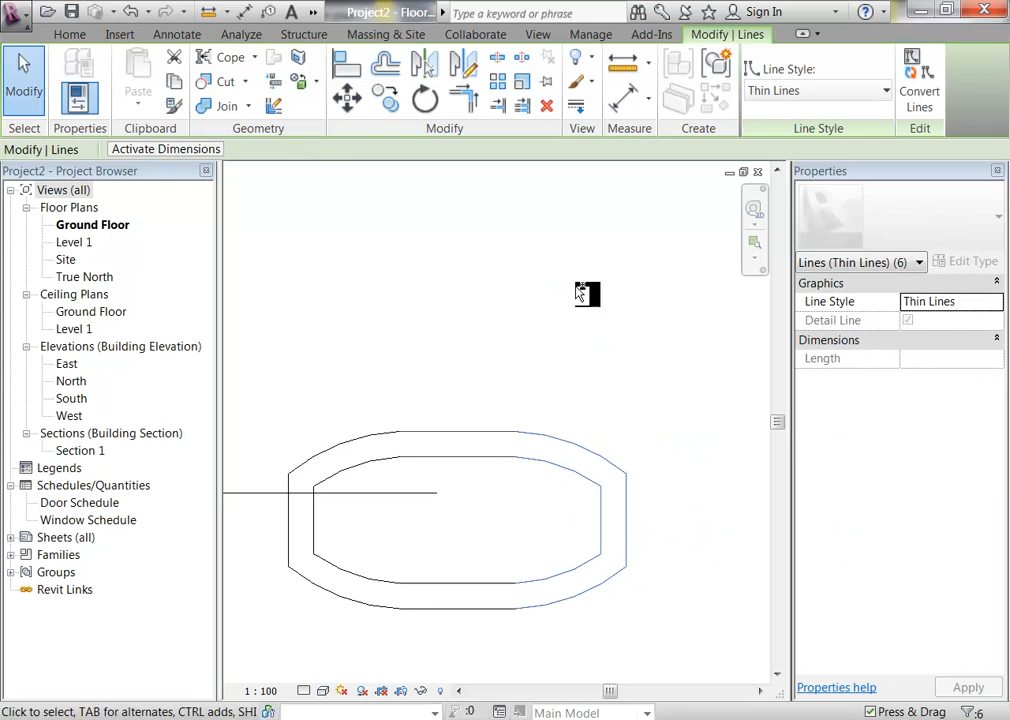 Project2 - Floor...
Type a keyword or phrase
Sign In
Home
Insert
Annotate
Analyze
Structure
Massing & Site
Collaborate
View
Manage
Add-Ins
Modify | Lines
Modify
Paste
Cope
Cut
Join
Line Style:
Thin Lines
Convert
Lines
Select
Properties
Clipboard
Geometry
Modify
View
Measure
Create
Line Style
Edit
Modify | Lines
Activate Dimensions
Project2 - Project Browser
Views (all)
Floor Plans
Ground Floor
Level 1
Site
True North
Ceiling Plans
Ground Floor
Level 1
Elevations (Building Elevation)
East
North
South
West
Sections (Building Section)
Section 1
Legends
Schedules/Quantities
Door Schedule
Window Schedule
Sheets (all)
Families
Groups
Revit Links
2D
Properties
Lines (Thin Lines) (6)
Edit Type
Graphics
Line Style
Thin Lines
Detail Line
Dimensions
Length
Properties help
Apply
1 : 100
Click to select, TAB for alternates, CTRL adds, SHI
:0
Main Model
Press & Drag
:6